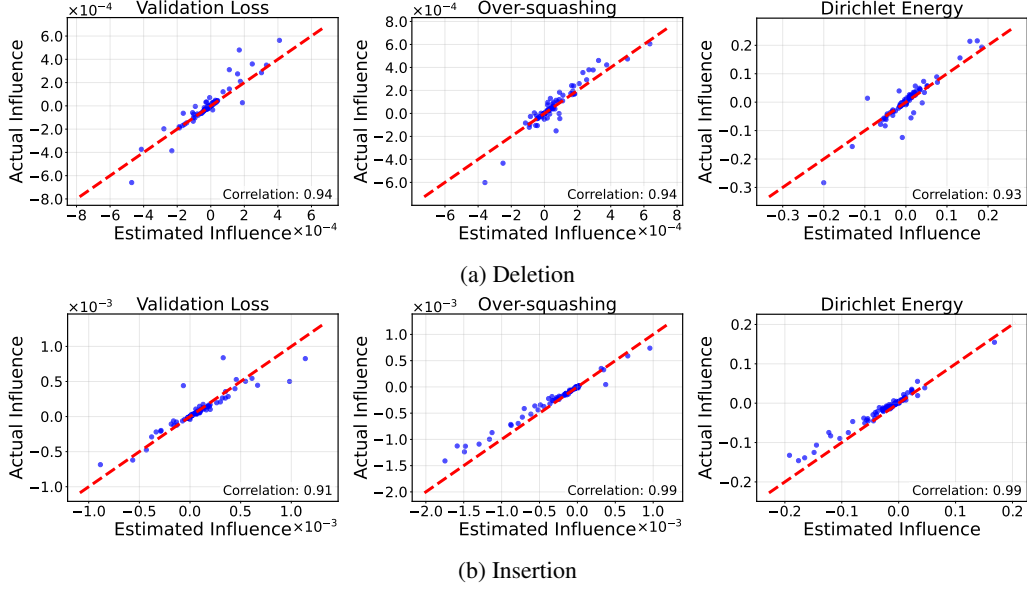 Validation Loss
×10⁻⁴
6.0
4.0
2.0
0.0
−2.0
−4.0
−6.0
−8.0
−8 −6 −4 −2 0 2 4 6
Actual Influence
Estimated Influence ×10⁻⁴
Correlation: 0.94
Over-squashing
×10⁻⁴
8.0
6.0
4.0
2.0
0.0
−2.0
−4.0
−6.0
−6 −4 −2 0 2 4 6 8
Actual Influence
Estimated Influence ×10⁻⁴
Correlation: 0.94
Dirichlet Energy
0.2
0.1
0.0
−0.1
−0.2
−0.3
−0.3 −0.2 −0.1 0.0 0.1 0.2
Actual Influence
Estimated Influence
Correlation: 0.93
(a) Deletion
Validation Loss
×10⁻³
1.0
0.5
0.0
−0.5
−1.0
−1.0 −0.5 0.0 0.5 1.0
Actual Influence
Estimated Influence ×10⁻³
Correlation: 0.91
Over-squashing
×10⁻³
1.0
0.5
0.0
−0.5
−1.0
−1.5
−2.0
−2.0 −1.5 −1.0 −0.5 0.0 0.5 1.0
Actual Influence
Estimated Influence ×10⁻³
Correlation: 0.99
Dirichlet Energy
0.2
0.1
0.0
−0.1
−0.2
−0.2 −0.1 0.0 0.1 0.2
Actual Influence
Estimated Influence
Correlation: 0.99
(b) Insertion